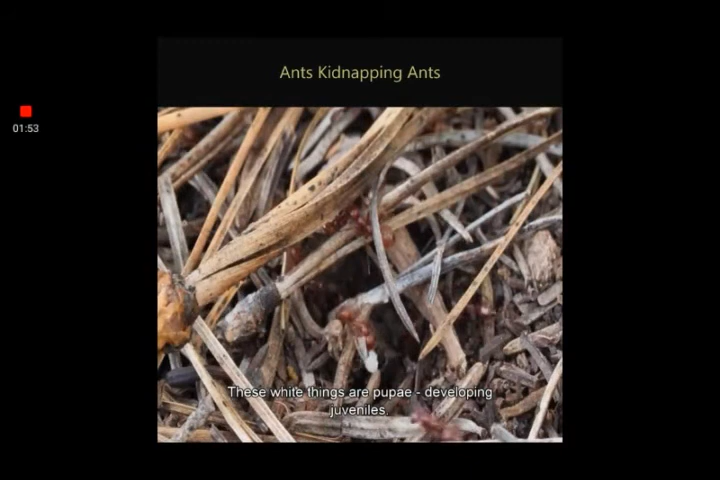 Ants Kidnapping Ants
01:53
These white things are pupae - developing
juveniles.